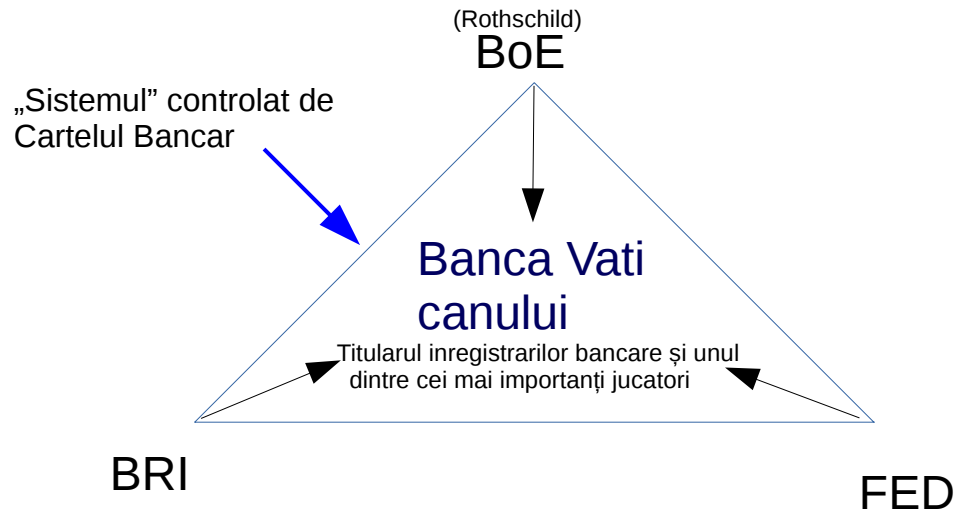 (Rothschild)
BoE
„Sistemul” controlat de
Cartelul Bancar
Banca Vati
canului
Titularul inregistrarilor bancare și unul
dintre cei mai importanți jucatori
BRI
FED